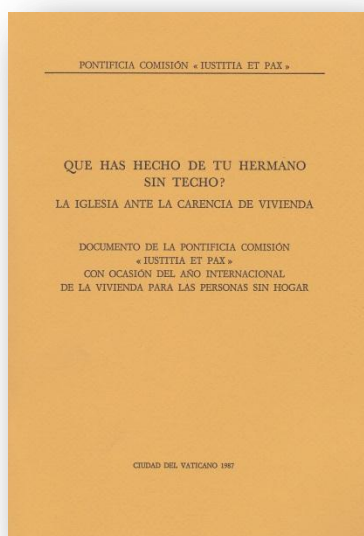 PONTIFICIA COMISIÓN « IUSTITIA ET PAX »
QUE HAS HECHO DE TU HERMANO
SIN TECHO?
LA IGLESIA ANTE LA CARENCIA DE VIVIENDA
DOCUMENTO DE LA PONTIFICIA COMISIÓN
« IUSTITIA ET PAX »
CON OCASIÓN DEL AÑO INTERNACIONAL
DE LA VIVIENDA PARA LAS PERSONAS SIN HOGAR
CIUDAD DEL VATICANO 1987